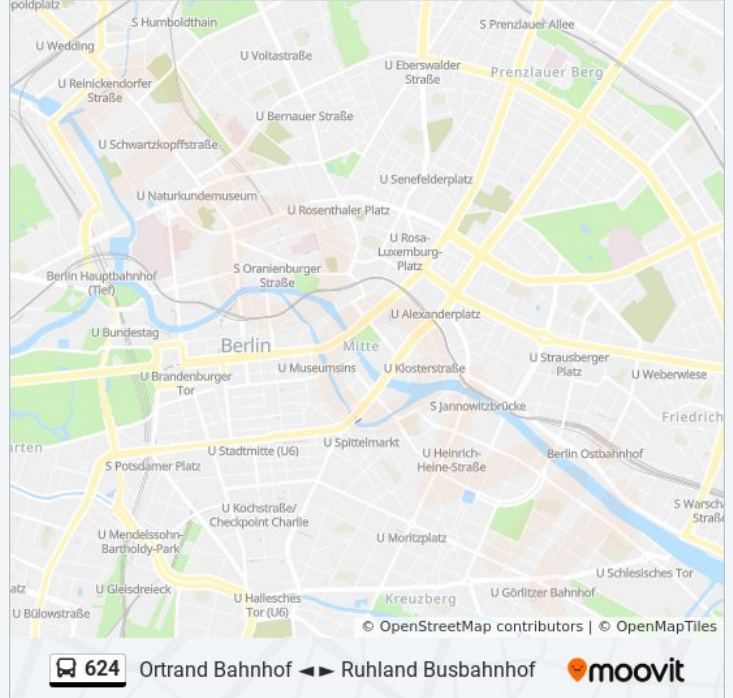 poldplatz
S Humboldthain
S Prenzlauer Allee
U Wedding
U Voltastraße
U Eberswalder
Straße
Prenzlauer Berg
U Reinickendorfer
Straße
U Bernauer Straße
U Schwartzkopffstraße
U Senefelderplatz
U Naturkundemuseum
U Rosenthaler Platz
U Rosa-
Luxemburg-
Platz
Berlin Hauptbahnhof
(Tief)
S Oranienburger
Straße
U Alexanderplatz
U Bundestag
Berlin
Mitte
U Museumsins
U Klosterstraße
U Strausberger
Platz
U Weberwiese
U Brandenburger
Tor
S Jannowitzbrücke
Friedrich
arten
U Stadtmitte (U6)
U Spittelmarkt
S Potsdamer Platz
U Heinrich-
Heine-Straße
Berlin Ostbahnhof
U Kochstraße/
Checkpoint Charlie
S Warsch
Straße
U Mendelssohn-
Bartholdy-Park
U Moritzplatz
U Schlesisches Tor
atz
U Gleisdreieck
U Hallesches
Tor (U6)
Kreuzberg
U Görlitzer Bahnhof
U Bülowstraße
© OpenStreetMap contributors | © OpenMapTiles
624 Ortrand Bahnhof ◄ ► Ruhland Busbahnhof moovit